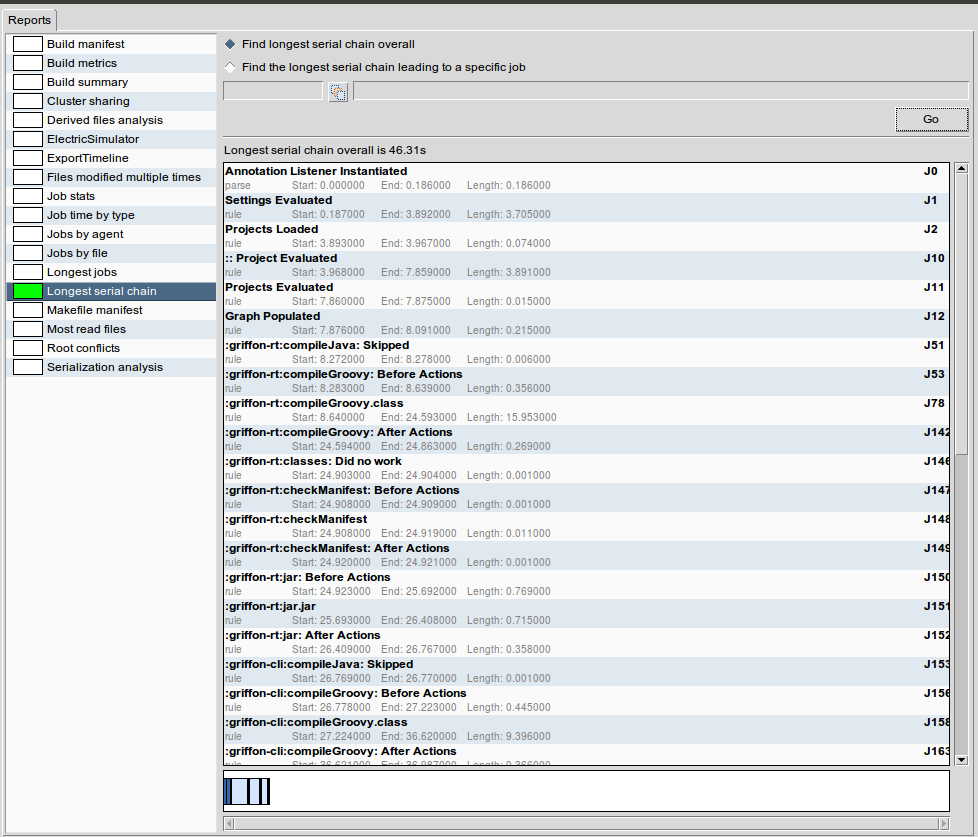 Reports
Build manifest
Build metrics
Build summary
Cluster sharing
Derived files analysis
ElectricSimulator
ExportTimeline
Files modified multiple times
Job stats
Job time by type
Jobs by agent
Jobs by file
Longest jobs
Longest serial chain
Makefile manifest
Most read files
Root conflicts
Serialization analysis
Find longest serial chain overall
Find the longest serial chain leading to a specific job
Go
Longest serial chain overall is 46.31s
Annotation Listener Instantiated J0
parse Start: 0.000000 End: 0.186000 Length: 0.186000
Settings Evaluated J1
rule Start: 0.187000 End: 3.892000 Length: 3.705000
Projects Loaded J2
rule Start: 3.893000 End: 3.967000 Length: 0.074000
:: Project Evaluated J10
rule Start: 3.968000 End: 7.859000 Length: 3.891000
Projects Evaluated J11
rule Start: 7.860000 End: 7.875000 Length: 0.015000
Graph Populated J12
rule Start: 7.876000 End: 8.091000 Length: 0.215000
:griffon-rt:compileJava: Skipped J51
rule Start: 8.272000 End: 8.278000 Length: 0.006000
:griffon-rt:compileGroovy: Before Actions J53
rule Start: 8.283000 End: 8.639000 Length: 0.356000
:griffon-rt:compileGroovy.class J78
rule Start: 8.640000 End: 24.593000 Length: 15.953000
:griffon-rt:compileGroovy: After Actions J142
rule Start: 24.594000 End: 24.863000 Length: 0.269000
:griffon-rt:classes: Did no work J146
rule Start: 24.903000 End: 24.904000 Length: 0.001000
:griffon-rt:checkManifest: Before Actions J147
rule Start: 24.908000 End: 24.909000 Length: 0.001000
:griffon-rt:checkManifest J148
rule Start: 24.908000 End: 24.919000 Length: 0.011000
:griffon-rt:checkManifest: After Actions J149
rule Start: 24.920000 End: 24.921000 Length: 0.001000
:griffon-rt:jar: Before Actions J150
rule Start: 24.923000 End: 25.692000 Length: 0.769000
:griffon-rt:jar.jar J151
rule Start: 25.693000 End: 26.408000 Length: 0.715000
:griffon-rt:jar: After Actions J152
rule Start: 26.409000 End: 26.767000 Length: 0.358000
:griffon-cli:compileJava: Skipped J153
rule Start: 26.769000 End: 26.770000 Length: 0.001000
:griffon-cli:compileGroovy: Before Actions J156
rule Start: 26.778000 End: 27.223000 Length: 0.445000
:griffon-cli:compileGroovy.class J158
rule Start: 27.224000 End: 36.620000 Length: 9.396000
:griffon-cli:compileGroovy: After Actions J163
rule Start: 36.621000 End: 36.987000 Length: 0.366000